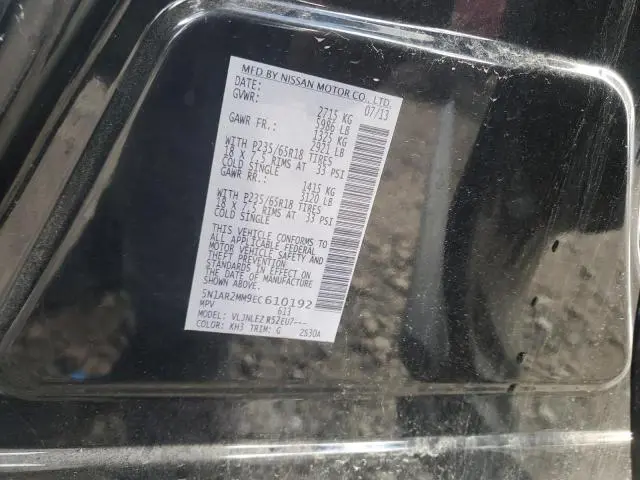 MFD BY NISSAN MOTOR CO., LTD.
DATE: 07/13
GVWR: 2715 KG
5986 LB
GAWR FR.: 1325 KG
2921 LB
WITH P235/65R18 TIRES
18 X 7.5 RIMS AT 33 PSI
COLD SINGLE
GAWR RR.: 1415 KG
3120 LB
WITH P235/65R18 TIRES
18 X 7.5 RIMS AT 33 PSI
COLD SINGLE
THIS VEHICLE CONFORMS TO
ALL APPLICABLE FEDERAL
MOTOR VEHICLE SAFETY AND
THEFT PREVENTION
STANDARDS IN EFFECT ON
THE DATE OF MANUFACTURE
SHOWN ABOVE.
5N1AR2MM9EC610192
MPV 613
MODEL: VLJNLEZ R52EU7---
COLOR: KH3 TRIM: G 2S30A